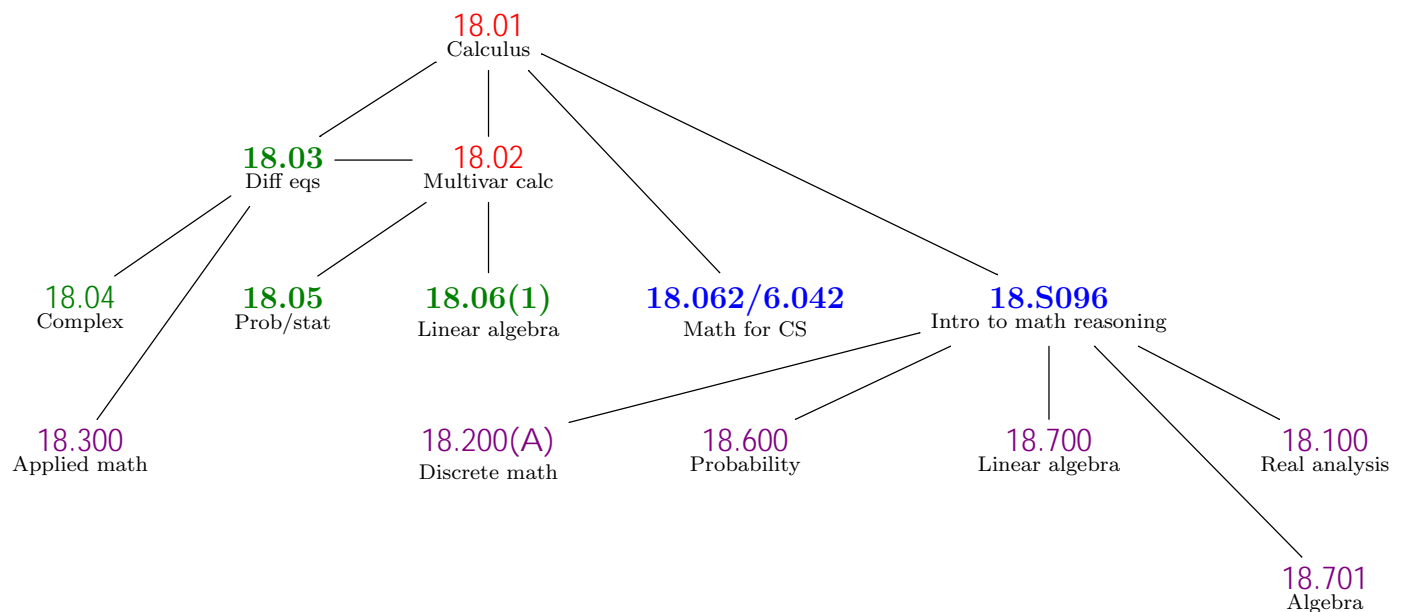 18.01
Calculus
18.03
Diff eqs
18.02
Multivar calc
18.04
Complex
18.05
Prob/stat
18.06(1)
Linear algebra
18.062/6.042
Math for CS
18.S096
Intro to math reasoning
18.300
Applied math
18.200(A)
Discrete math
18.600
Probability
18.700
Linear algebra
18.100
Real analysis
18.701
Algebra